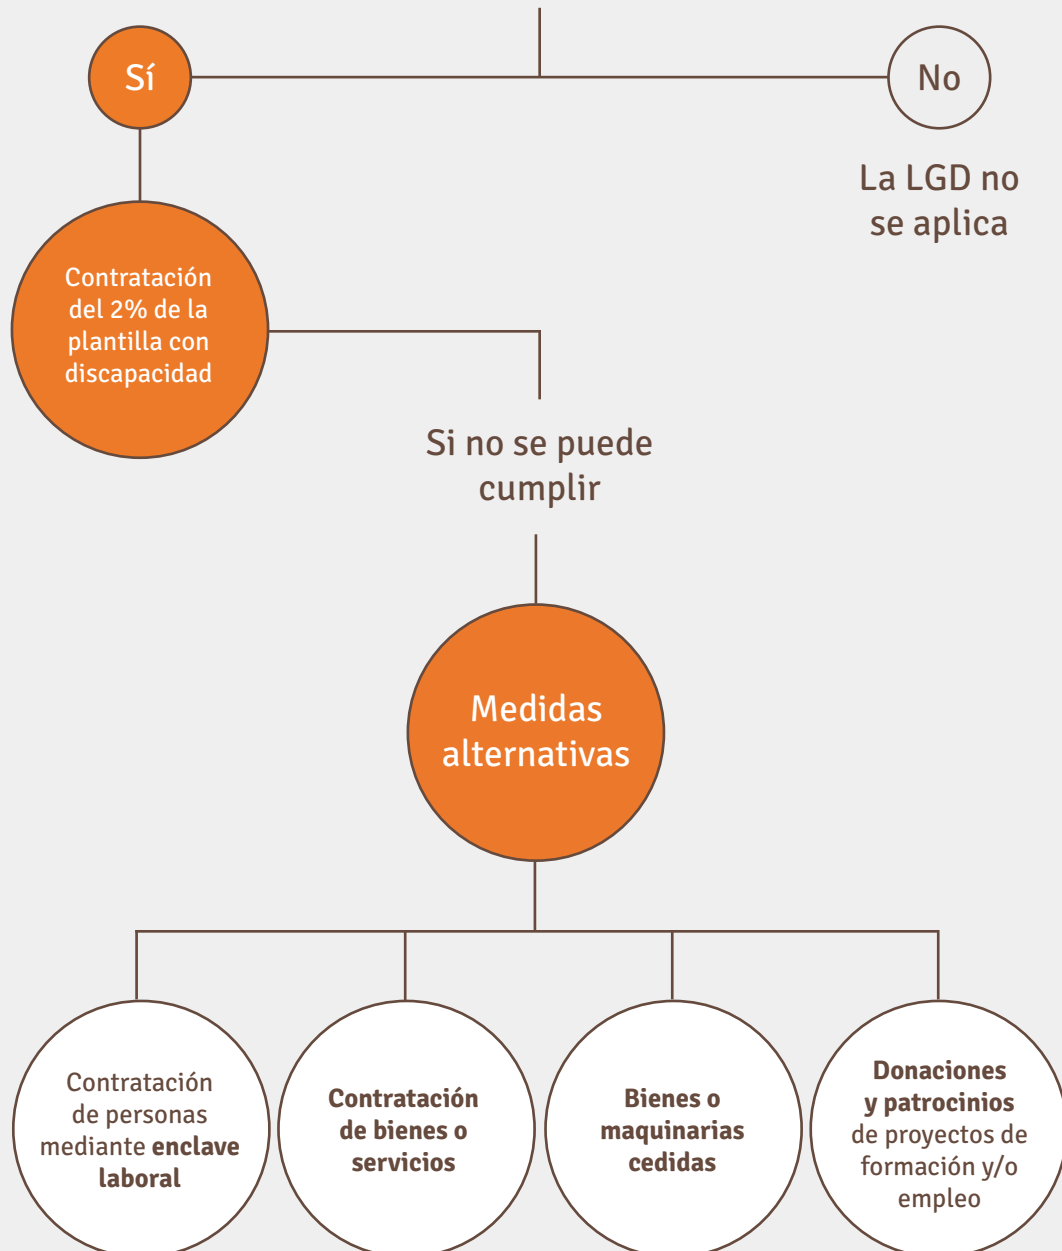 Sí
No
La LGD no
se aplica
Contratación
del 2% de la
plantilla con
discapacidad
Si no se puede
cumplir
Medidas
alternativas
Contratación
de personas
mediante enclave
laboral
Contratación
de bienes o
servicios
Bienes o
maquinarias
cedidas
Donaciones
y patrocinios
de proyectos de
formación y/o
empleo